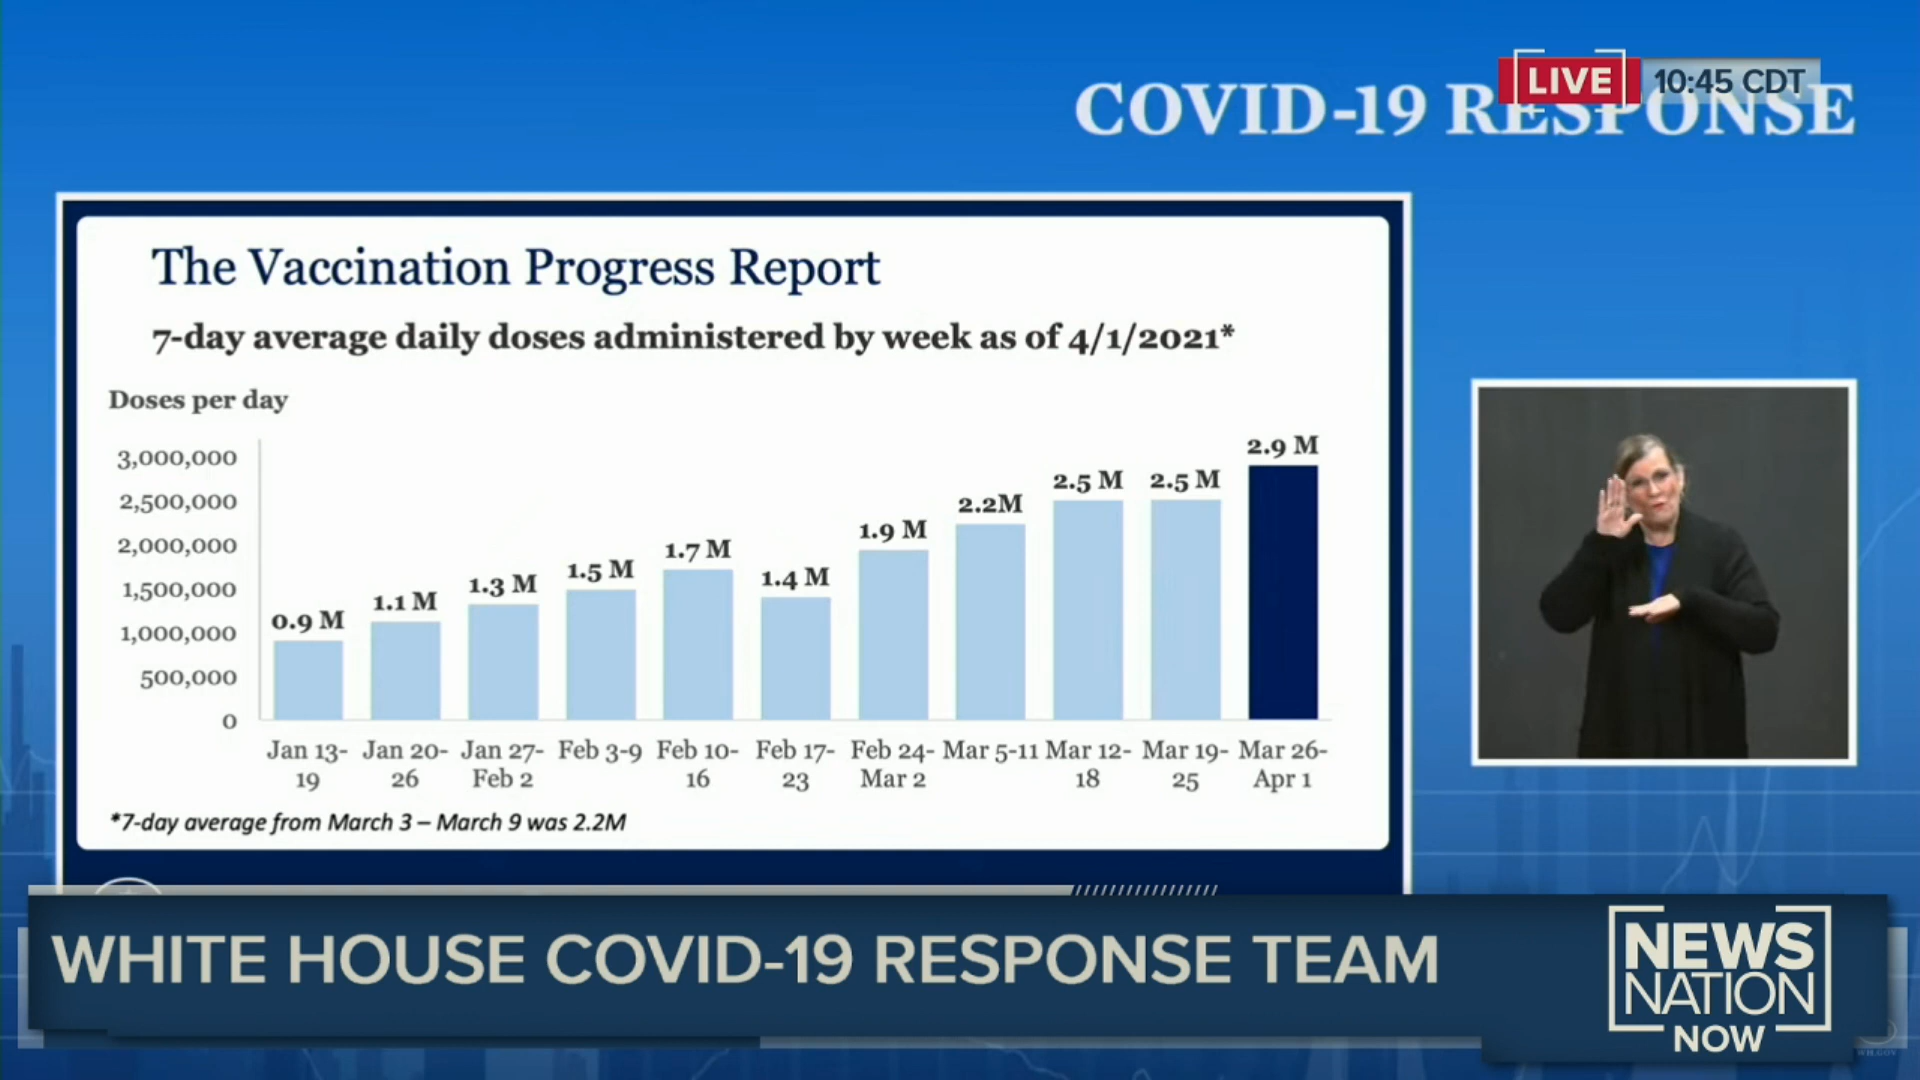 LIVE
10:45 CDT
COVID-19 RESPONSE
The Vaccination Progress Report
7-day average daily doses administered by week as of 4/1/2021*
Doses per day
3,000,000
2,500,000
2,000,000
1,500,000
1,000,000
500,000
0
0.9 M
1.1 M
1.3 M
1.5 M
1.7 M
1.4 M
1.9 M
2.2M
2.5 M
2.5 M
2.9 M
Jan 13-
19
Jan 20-
26
Jan 27-
Feb 2
Feb 3-9
Feb 10-
16
Feb 17-
23
Feb 24-
Mar 2
Mar 5-11
Mar 12-
18
Mar 19-
25
Mar 26-
Apr 1
*7-day average from March 3 – March 9 was 2.2M
WHITE HOUSE COVID-19 RESPONSE TEAM
NEWS
NATION
NOW
WH.GOV